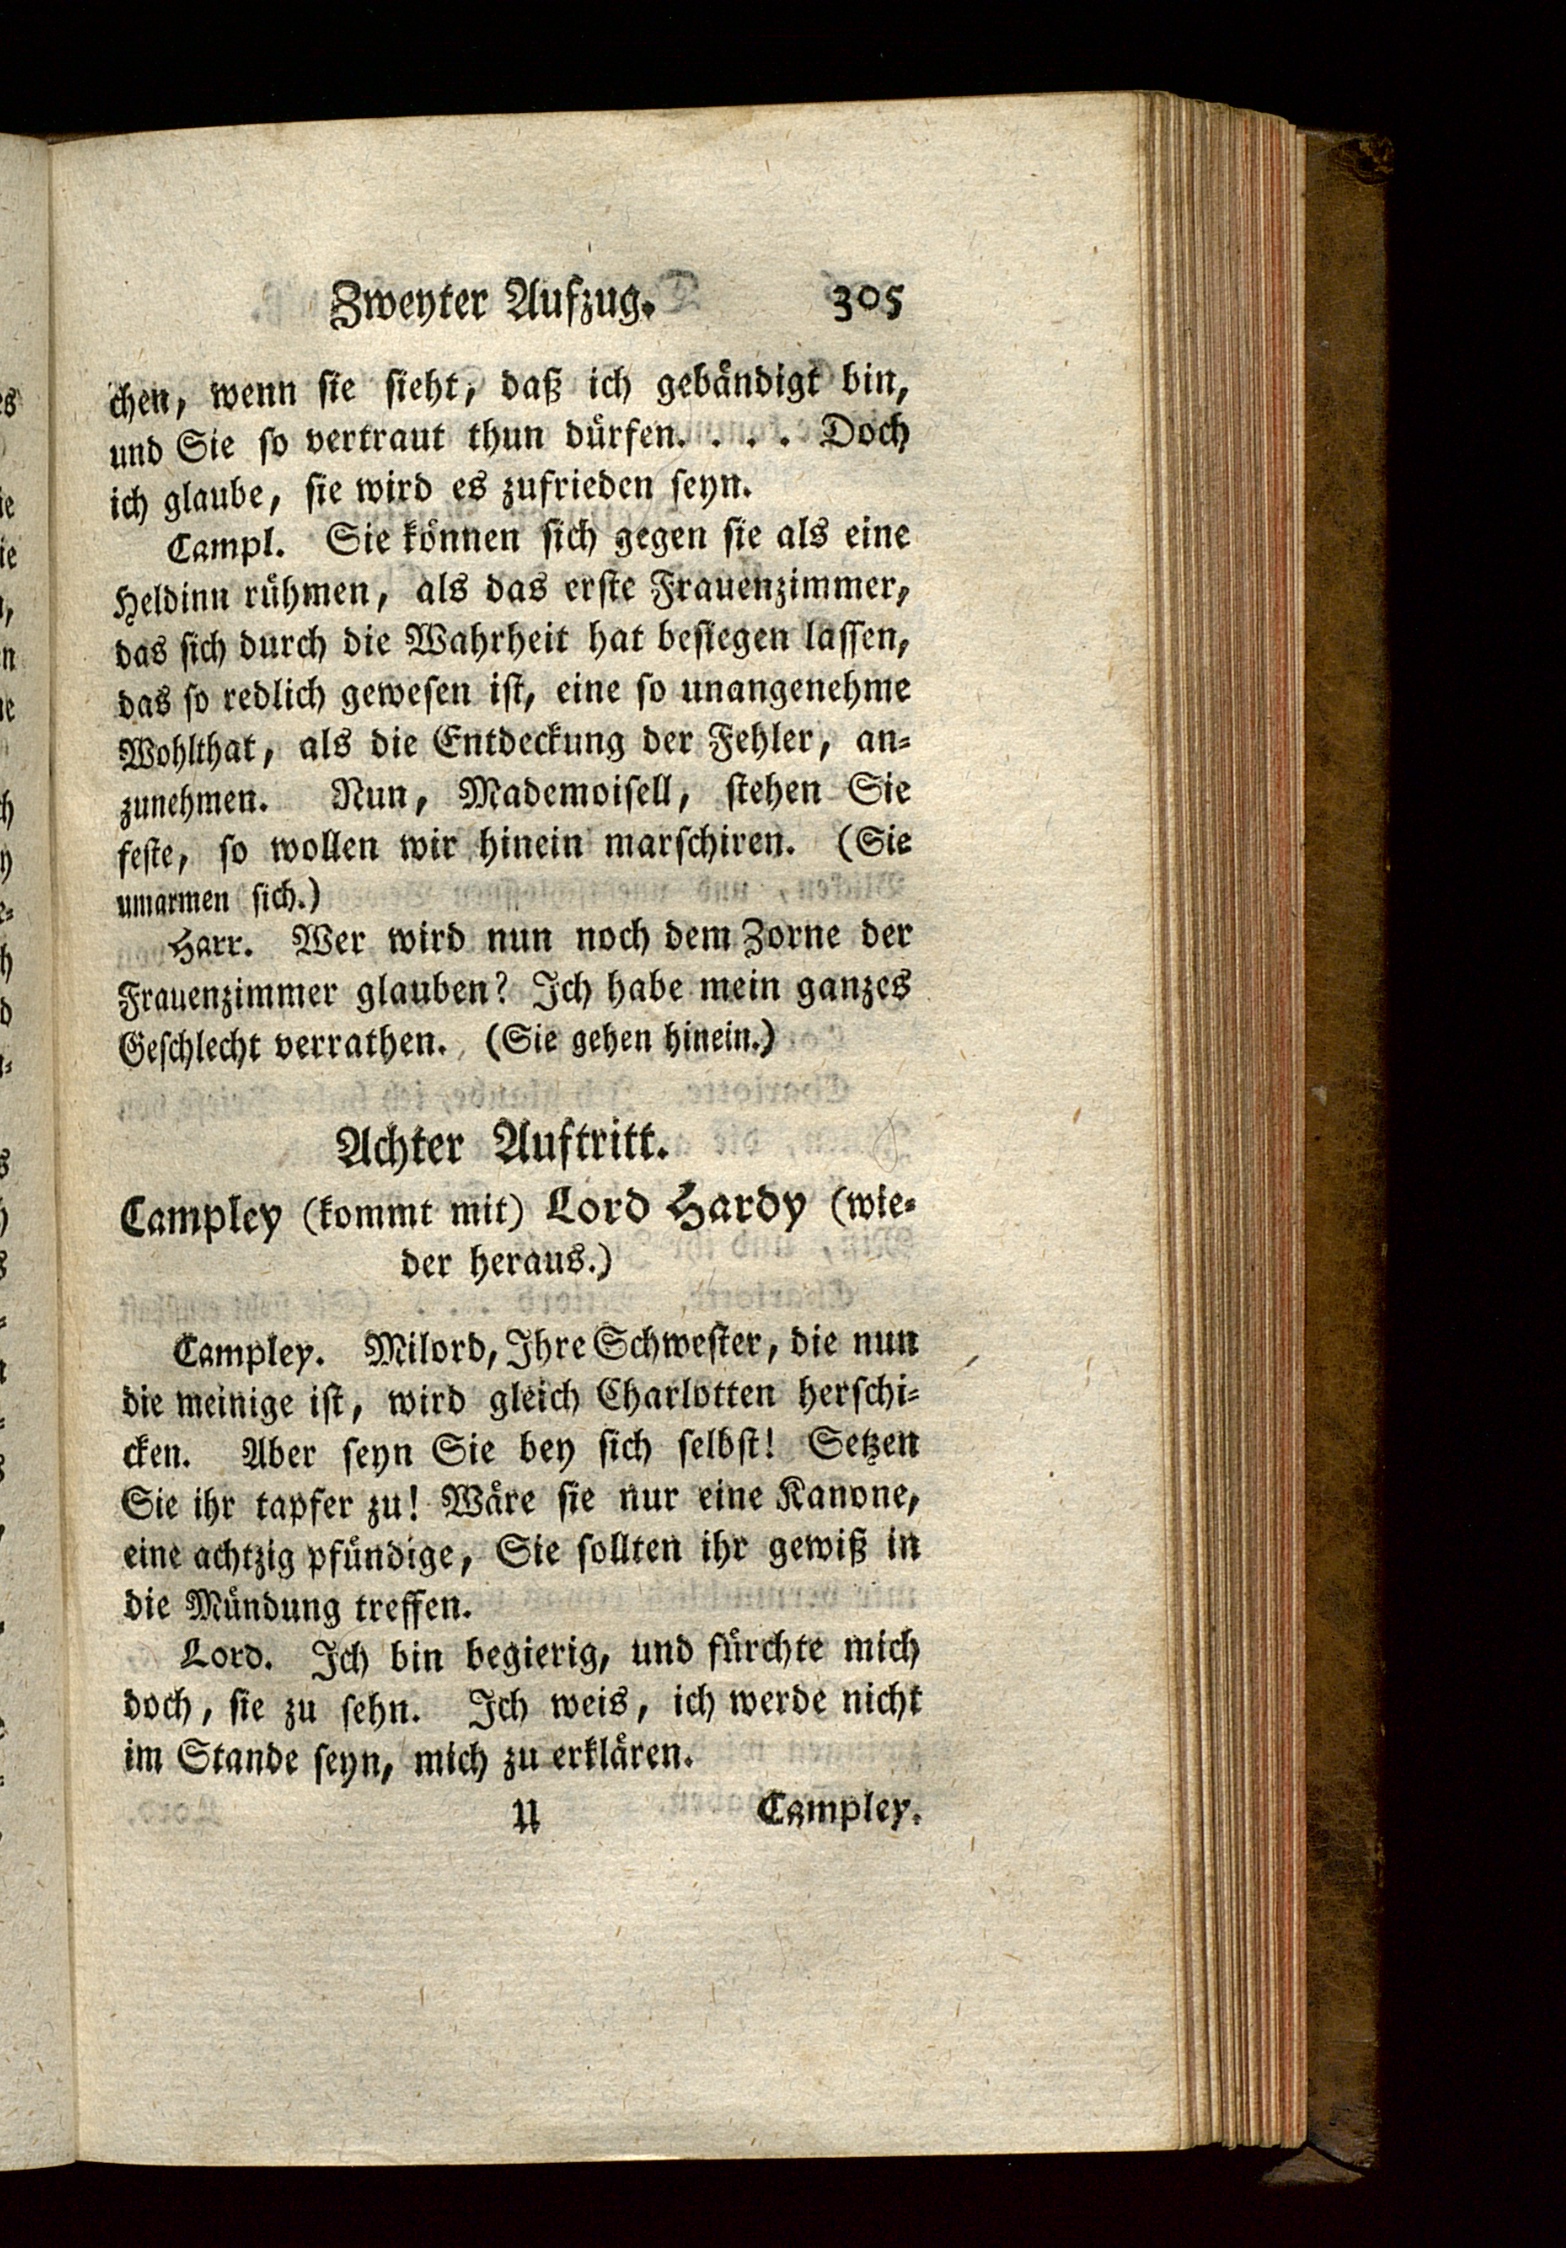 Zweyter Aufzug. 305
chen, wenn sie sieht, daß ich gebändigt bin,
und Sie so vertraut thun dürfen. . . . Doch
ich glaube, sie wird es zufrieden seyn.
Campl. Sie können sich gegen sie als eine
Heldinn rühmen, als das erste Frauenzimmer,
das sich durch die Wahrheit hat besiegen lassen,
das so redlich gewesen ist, eine so unangenehme
Wohlthat, als die Entdeckung der Fehler, an-
zunehmen. Nun, Mademoisell, stehen Sie
feste, so wollen wir hinein marschiren. (Sie
umarmen sich.)
Harr. Wer wird nun noch dem Zorne der
Frauenzimmer glauben? Ich habe mein ganzes
Geschlecht verrathen. (Sie gehen hinein.)
Achter Auftritt.
Campley (kommt mit) Lord Hardy (wie-
der heraus.)
Campley. Milord, Ihre Schwester, die nun
die meinige ist, wird gleich Charlotten herschi-
cken. Aber seyn Sie bey sich selbst! Setzen
Sie ihr tapfer zu! Wäre sie nur eine Kanone,
eine achtzig pfündige, Sie sollten ihr gewiß in
die Mündung treffen.
Lord. Ich bin begierig, und fürchte mich
doch, sie zu sehn. Ich weis, ich werde nicht
im Stande seyn, mich zu erklären.
U Campley.